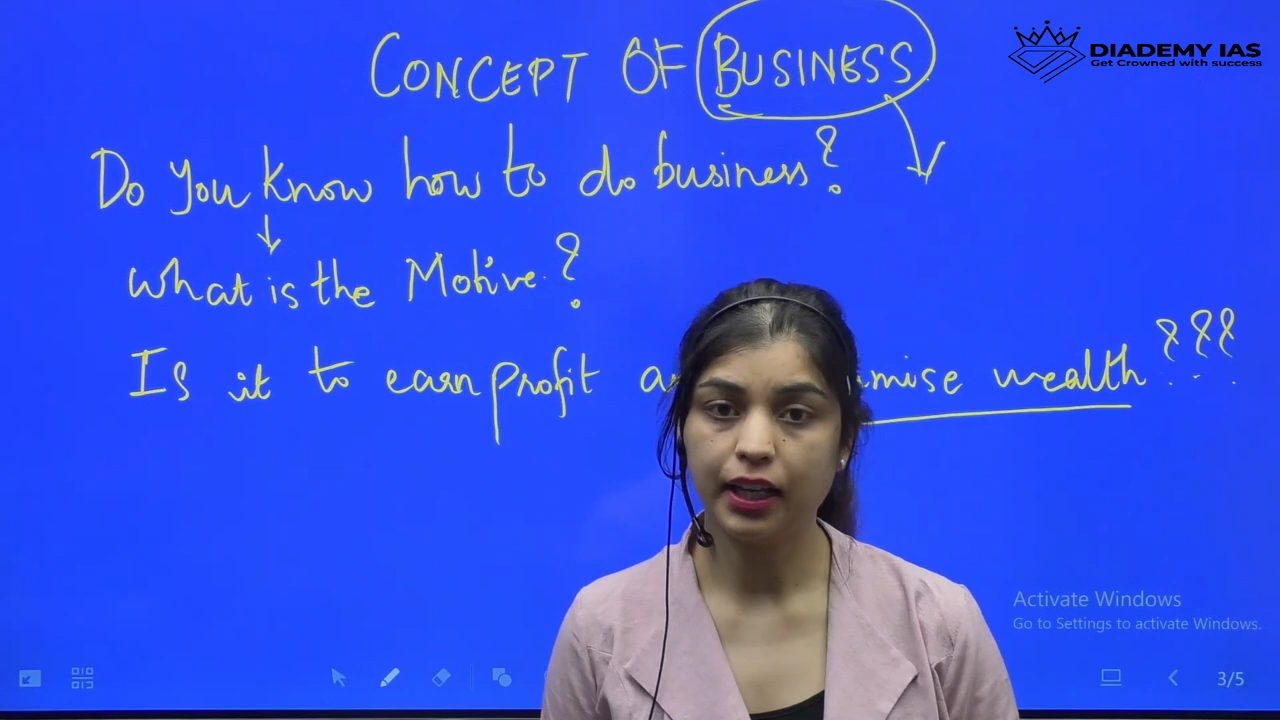 CONCEPT OF BUSINESS
DIADEMY IAS
Get Crowned with success
Do you know how to do business?
What is the Motive?
Is it to earn profit wealth???
Activate Windows
Go to Settings to activate Windows.
3/5